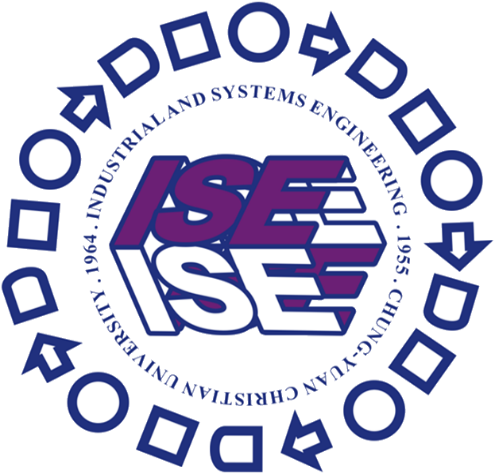 1964 . INDUSTRIAL AND SYSTEMS ENGINEERING .
1955 . CHUNG-YUAN CHRISTIAN UNIVERSITY .
ISE
ISE